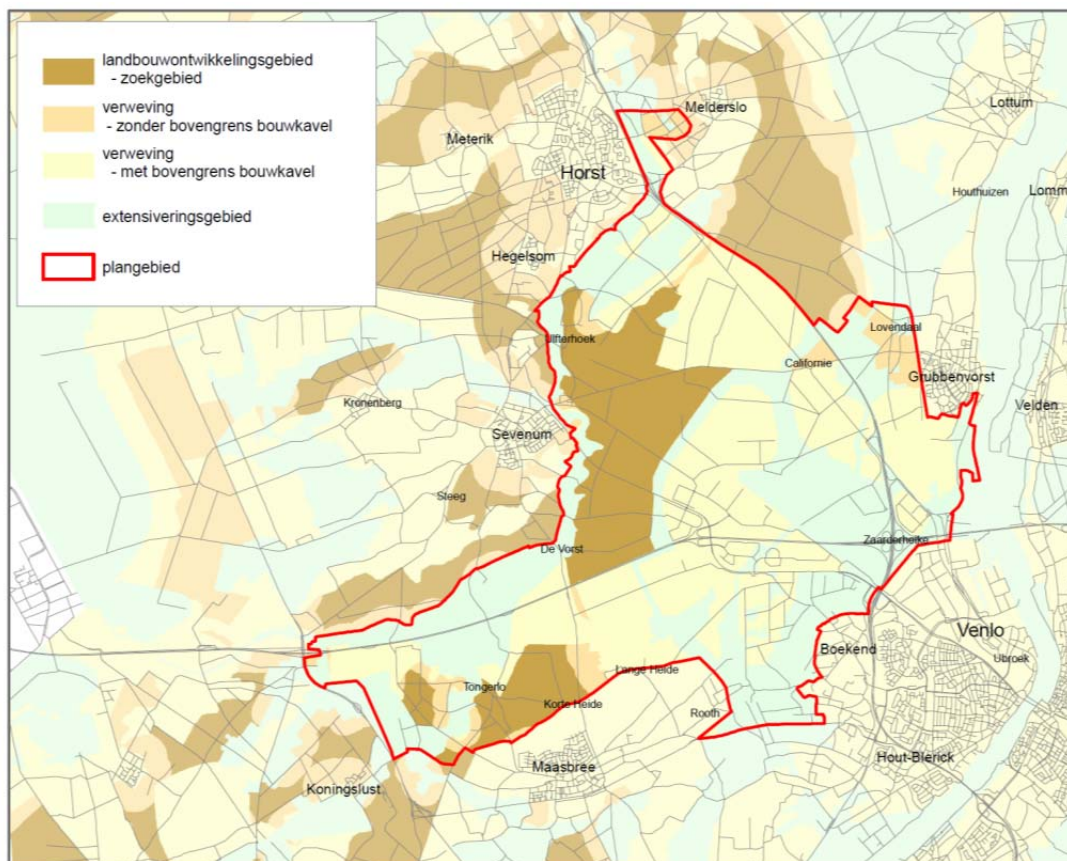 landbouwontwikkelingsgebied
- zoekgebied
verweving
- zonder bovengrens bouwkavel
verweving
- met bovengrens bouwkavel
extensiveringsgebied
plangebied
Melderslo
Lottum
Meterik
Horst
Houthuizen
Lomm
Hegelsom
Lovendaal
Ulfterhoek
Californie
Grubbenvorst
Kronenberg
Velden
Sevenum
Steeg
De Vorst
Zaarderheike
Venlo
Boekend
Ubroek
Lange Heide
Tongerlo
Korte Heide
Rooth
Hout-Blerick
Maasbree
Koningslust